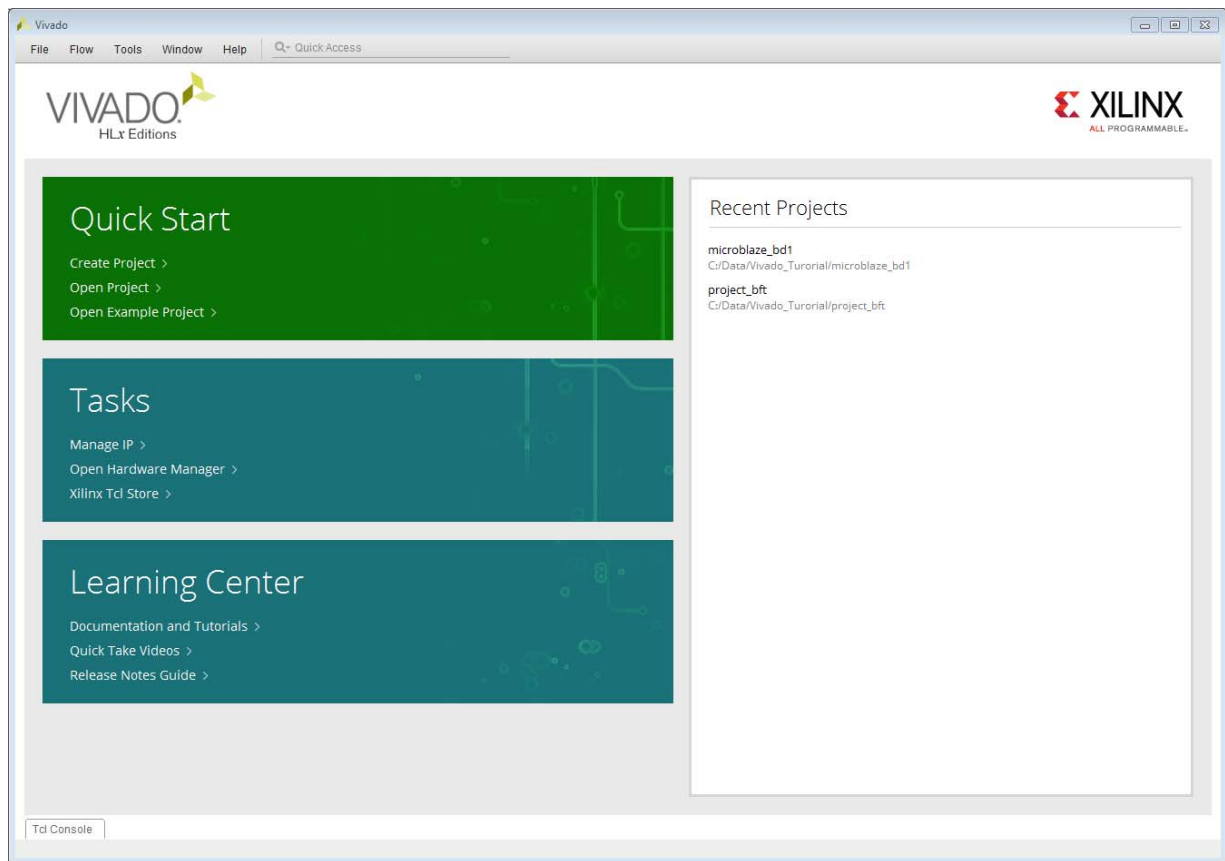 Vivado
File Flow Tools Window Help Quick Access
VIVADO.
HLx Editions
XILINX
ALL PROGRAMMABLE.
Quick Start
Create Project >
Open Project >
Open Example Project >
Tasks
Manage IP >
Open Hardware Manager >
Xilinx Tcl Store >
Learning Center
Documentation and Tutorials >
Quick Take Videos >
Release Notes Guide >
Recent Projects
microblaze_bd1
C:/Data/Vivado_Turorial/microblaze_bd1
project_bft
C:/Data/Vivado_Turorial/project_bft
Tcl Console